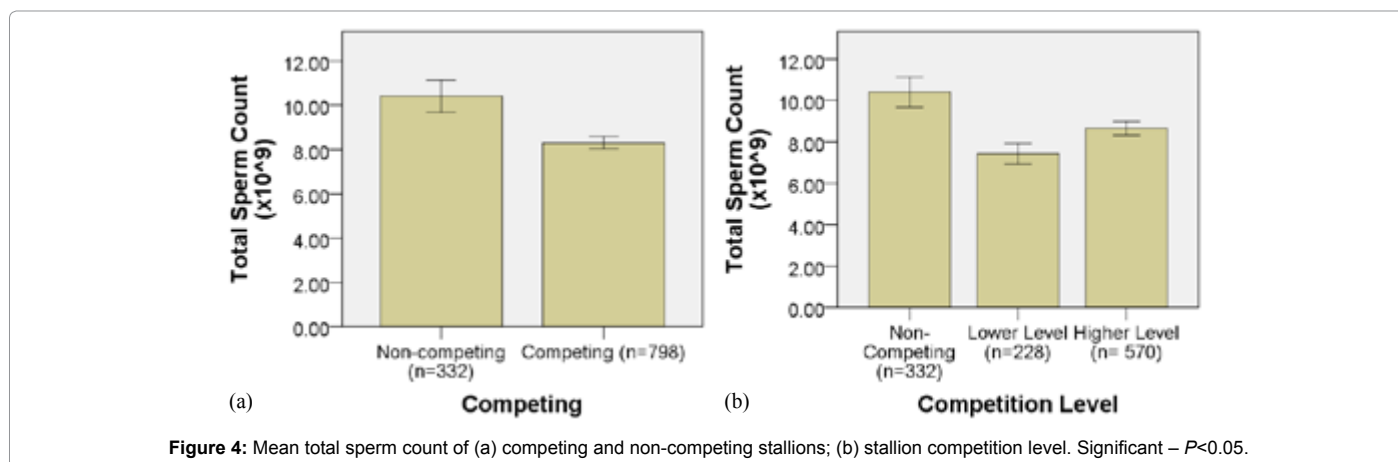 12.00
10.00
8.00
6.00
4.00
2.00
0.00
Total Sperm Count
(x10^9)
Non-competing
(n=332)
Competing (n=798)
(a)
Competing
12.00
10.00
8.00
6.00
4.00
2.00
0.00
Total Sperm Count
(x10^9)
Non-
Competing
(n=332)
Lower Level
(n=228)
Higher Level
(n= 570)
(b)
Competition Level
Figure 4: Mean total sperm count of (a) competing and non-competing stallions; (b) stallion competition level. Significant – P<0.05.